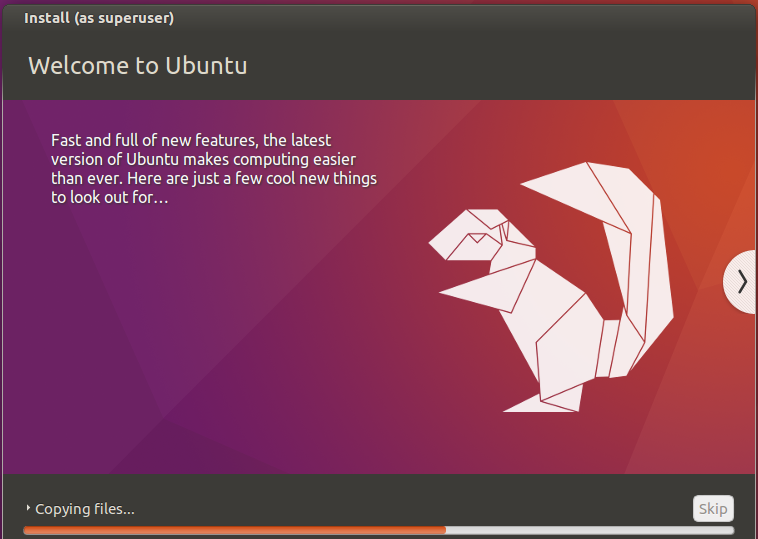 Install (as superuser)
Welcome to Ubuntu
Fast and full of new features, the latest
version of Ubuntu makes computing easier
than ever. Here are just a few cool new things
to look out for…
Copying files…
Skip